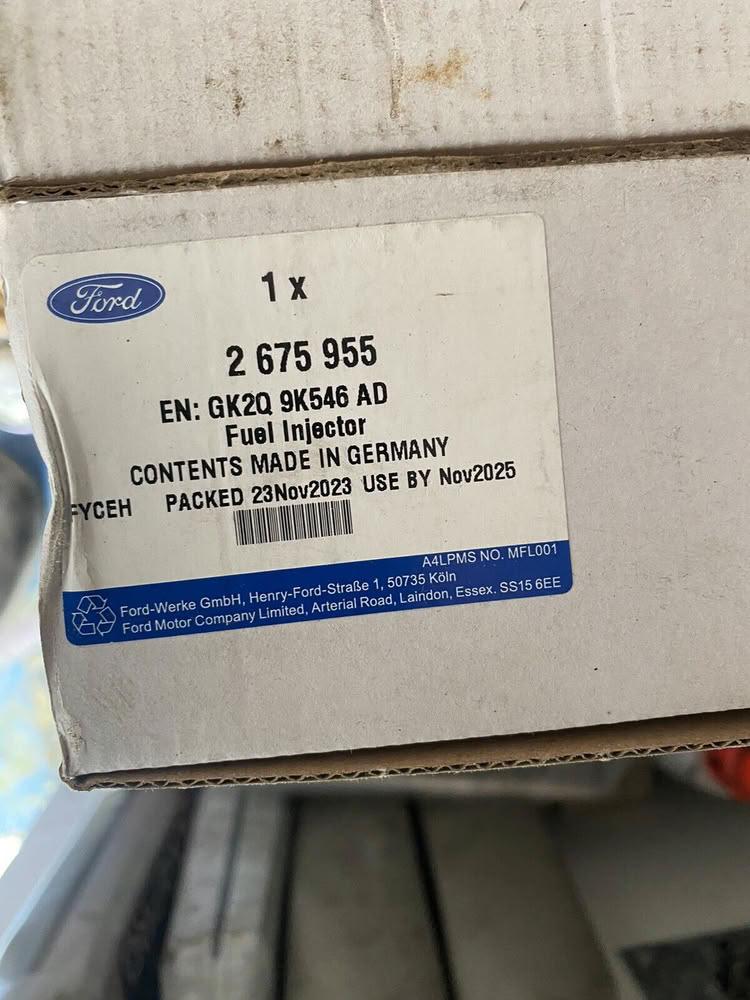 Ford
1 x
2 675 955
EN: GK2Q 9K546 AD
Fuel Injector
CONTENTS MADE IN GERMANY
FYCEH PACKED 23Nov2023 USE BY Nov2025
A4LPMS NO. MFL001
Ford-Werke GmbH, Henry-Ford-Straße 1, 50735 Köln
Ford Motor Company Limited, Arterial Road, Laindon, Essex. SS15 6EE